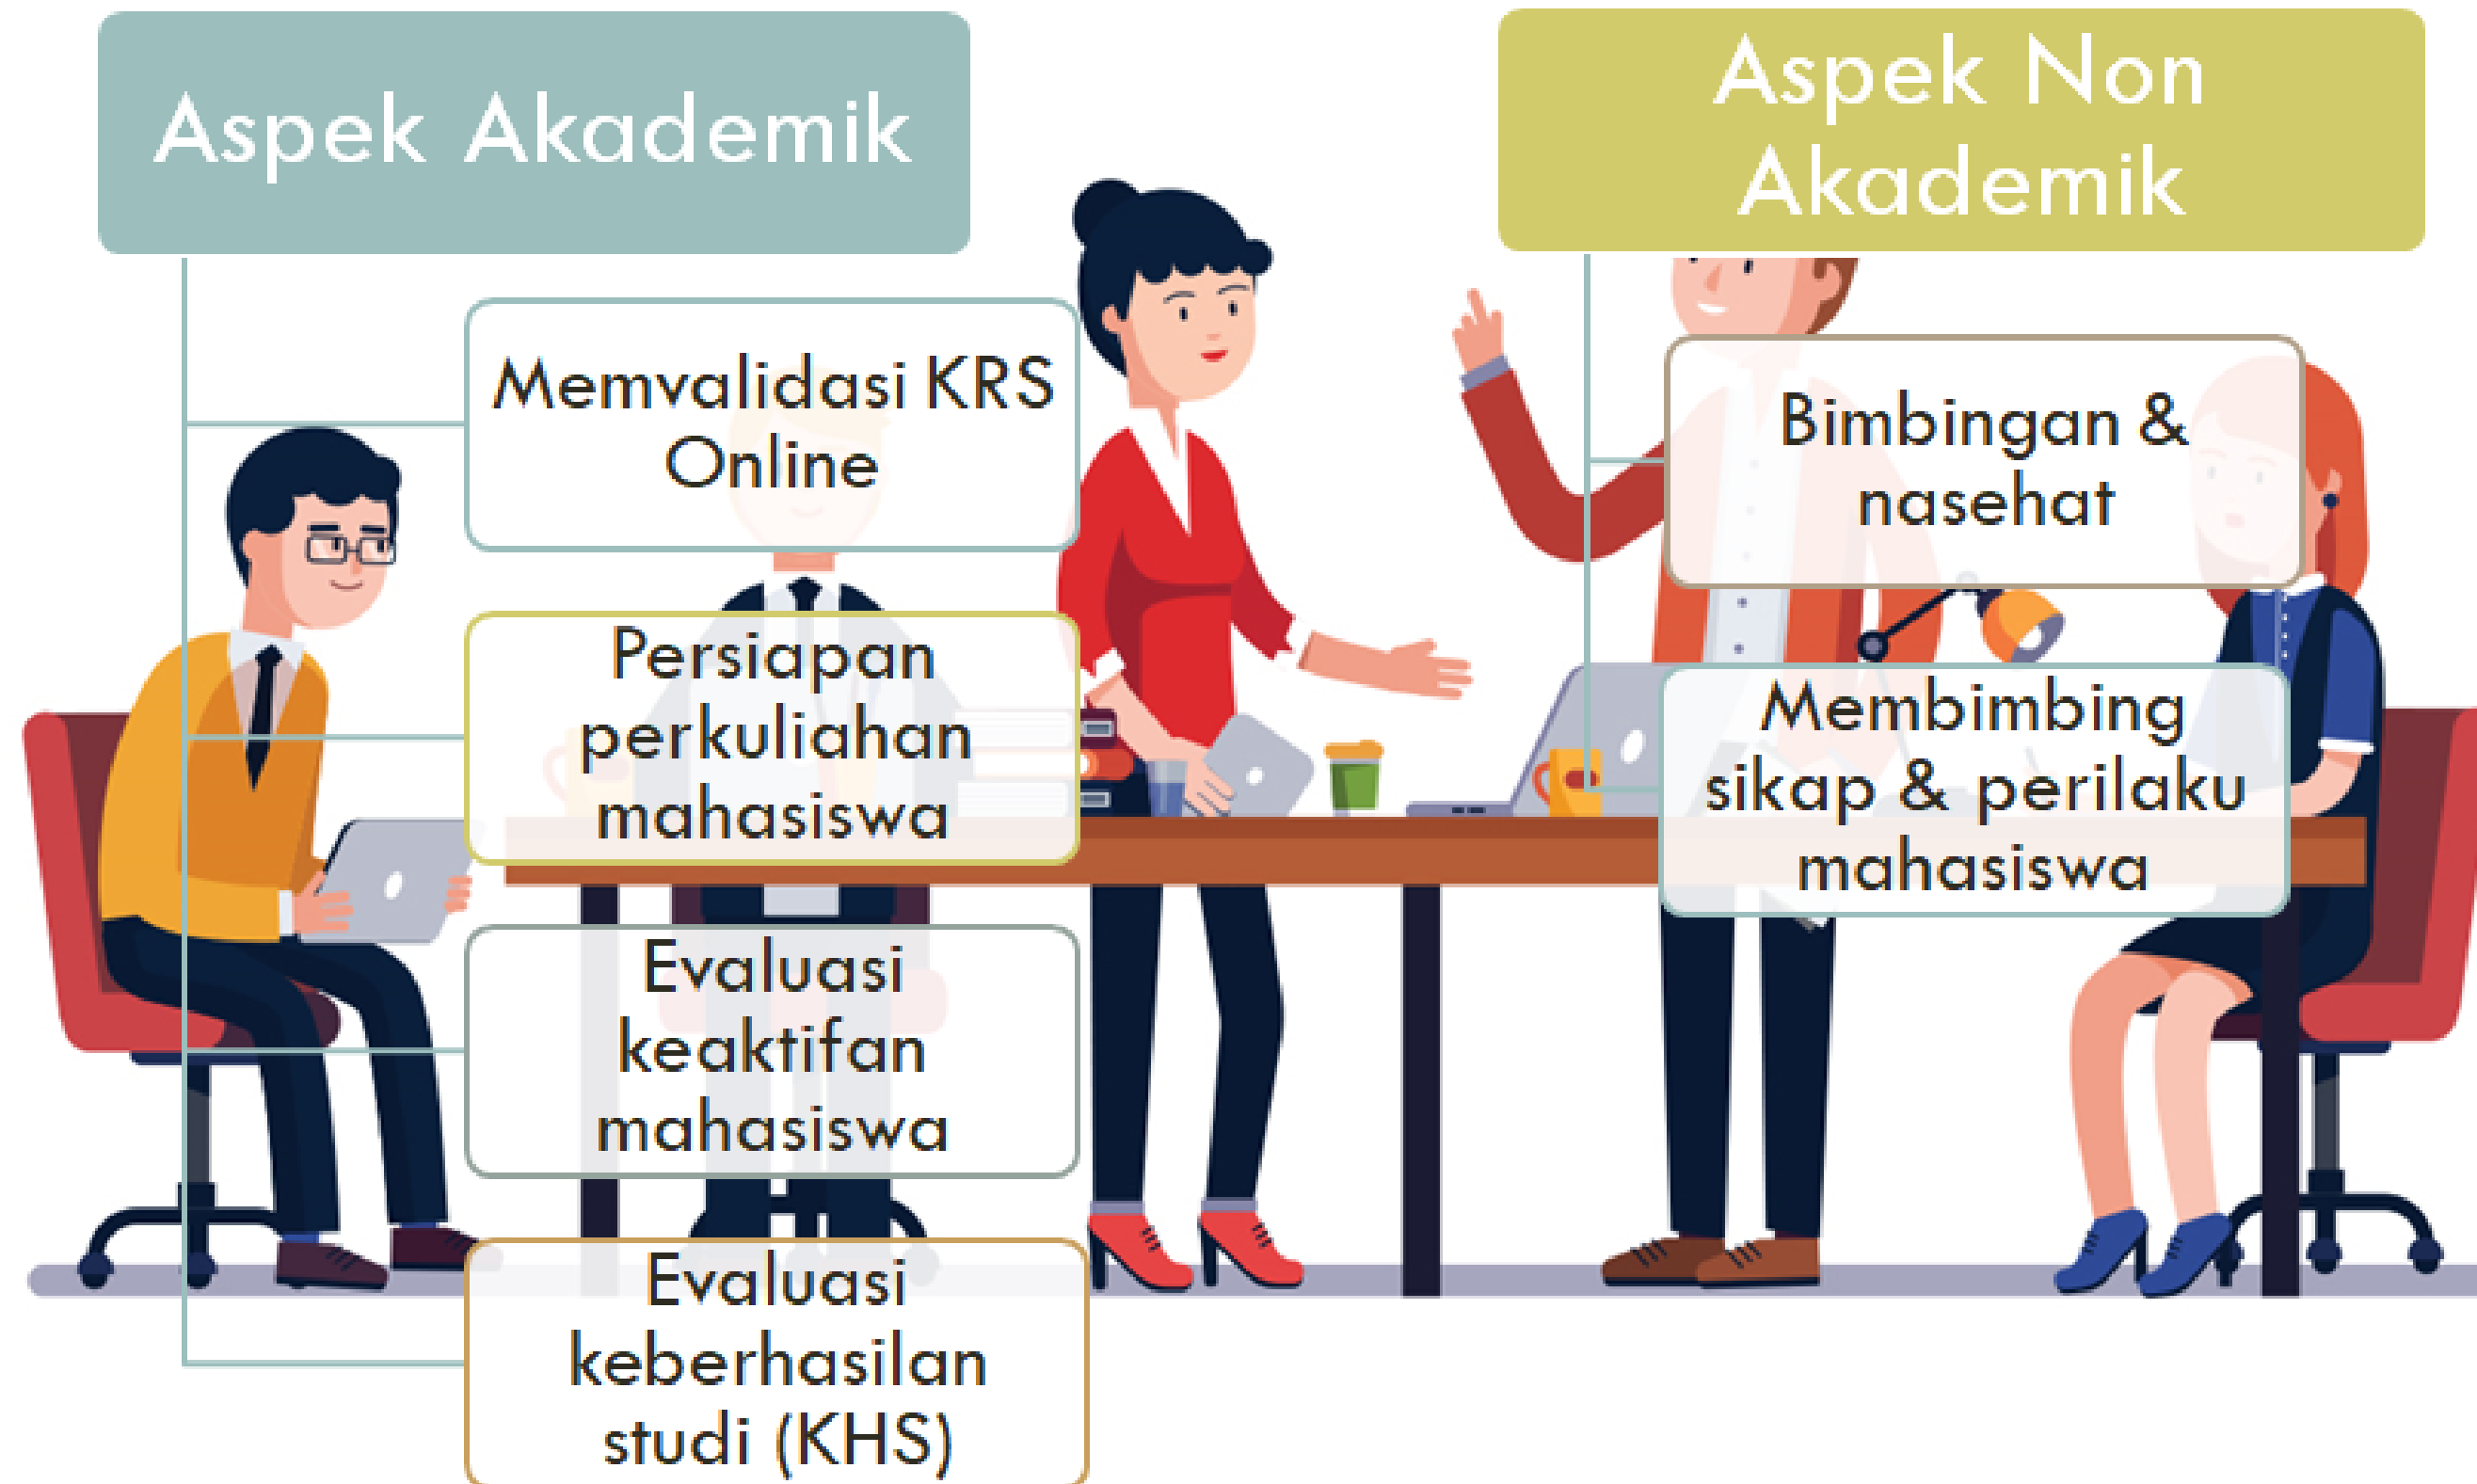 Aspek Akademik
Memvalidasi KRS
Online
Persiapan
perkuliahan
mahasiswa
Evaluasi
keaktifan
mahasiswa
Evaluasi
keberhasilan
studi (KHS)
Aspek Non
Akademik
Bimbingan &
nasehat
Membimbing
sikap & perilaku
mahasiswa